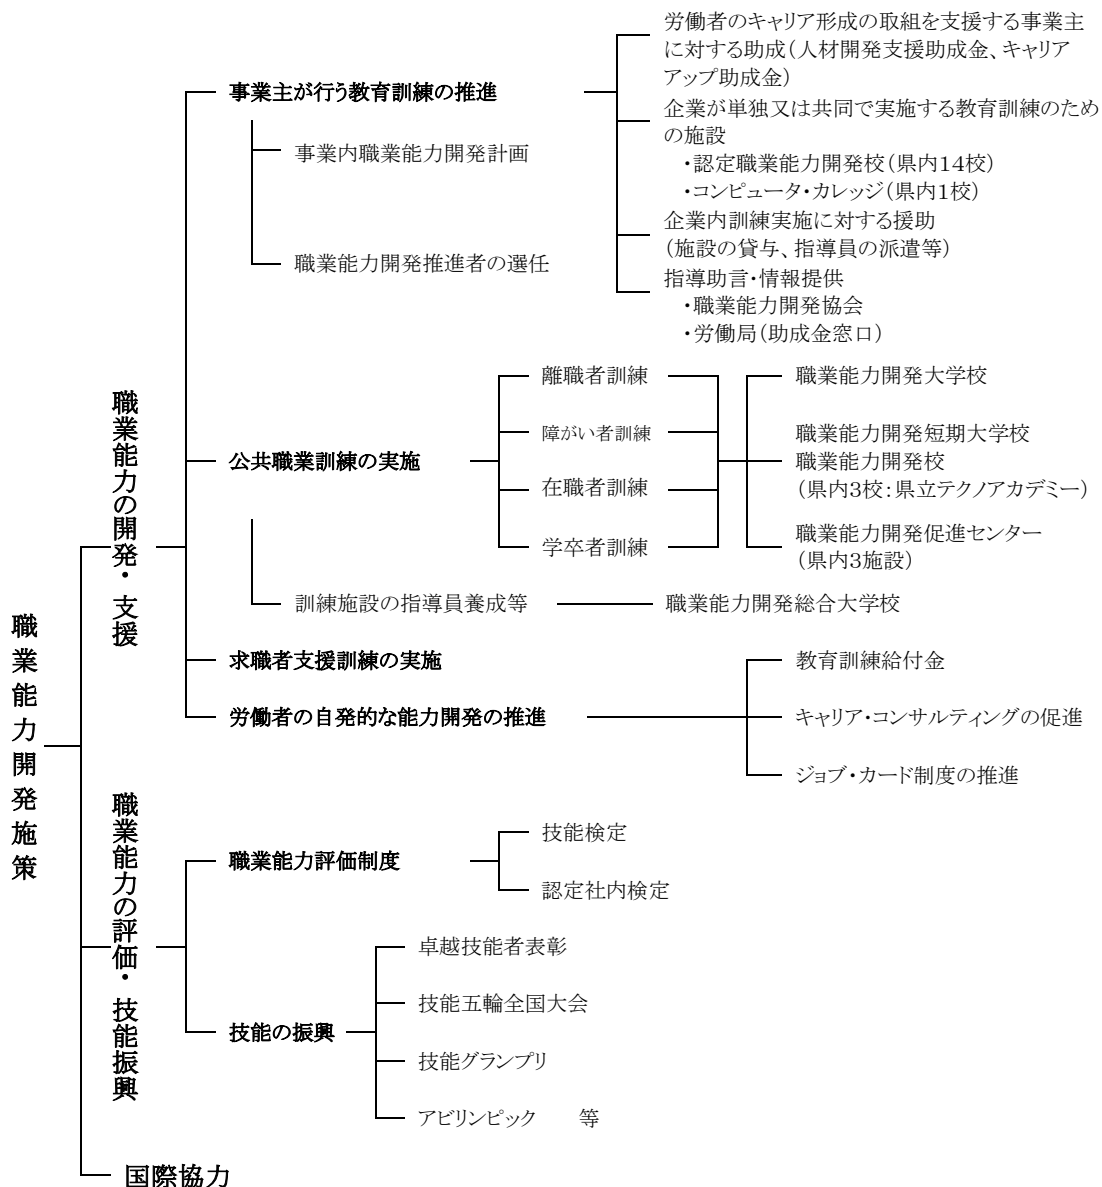 職業能力開発施策
職業能力の開発・支援
事業主が行う教育訓練の推進
事業内職業能力開発計画
職業能力開発推進者の選任
労働者のキャリア形成の取組を支援する事業主
に対する助成(人材開発支援助成金、キャリア
アップ助成金)
企業が単独又は共同で実施する教育訓練のため
の施設
・認定職業能力開発校(県内14校)
・コンピュータ・カレッジ(県内1校)
企業内訓練実施に対する援助
(施設の貸与、指導員の派遣等)
指導助言・情報提供
・職業能力開発協会
・労働局(助成金窓口)
公共職業訓練の実施
離職者訓練
障がい者訓練
在職者訓練
学卒者訓練
職業能力開発大学校
職業能力開発短期大学校
職業能力開発校
(県内3校:県立テクノアカデミー)
職業能力開発促進センター
(県内3施設)
訓練施設の指導員養成等
職業能力開発総合大学校
求職者支援訓練の実施
労働者の自発的な能力開発の推進
教育訓練給付金
キャリア・コンサルティングの促進
ジョブ・カード制度の推進
職業能力の評価・技能振興
職業能力評価制度
技能検定
認定社内検定
技能の振興
卓越技能者表彰
技能五輪全国大会
技能グランプリ
アビリンピック 等
国際協力